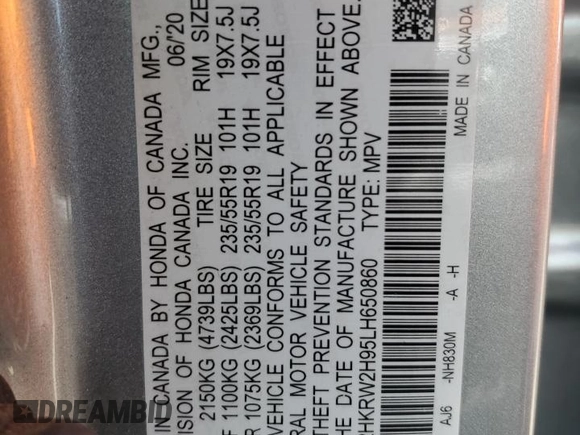 IN CANADA BY HONDA OF CANADA MFG.,
OF HONDA CANADA INC. 06/'20
TIRE SIZE RIM SIZE
2150KG (4739LBS)
1100KG (2425LBS) 235/55R19 101H 19X7.5J
1075KG (2369LBS) 235/55R19 101H 19X7.5J
VEHICLE CONFORMS TO ALL APPLICABLE
MOTOR VEHICLE SAFETY
THEFT PREVENTION STANDARDS IN EFFECT
THE DATE OF MANUFACTURE SHOWN ABOVE.
HKRW2H95LH650860 TYPE: MPV
AJ6 -NH830M -A -H
MADE IN CANADA
DREAMBID